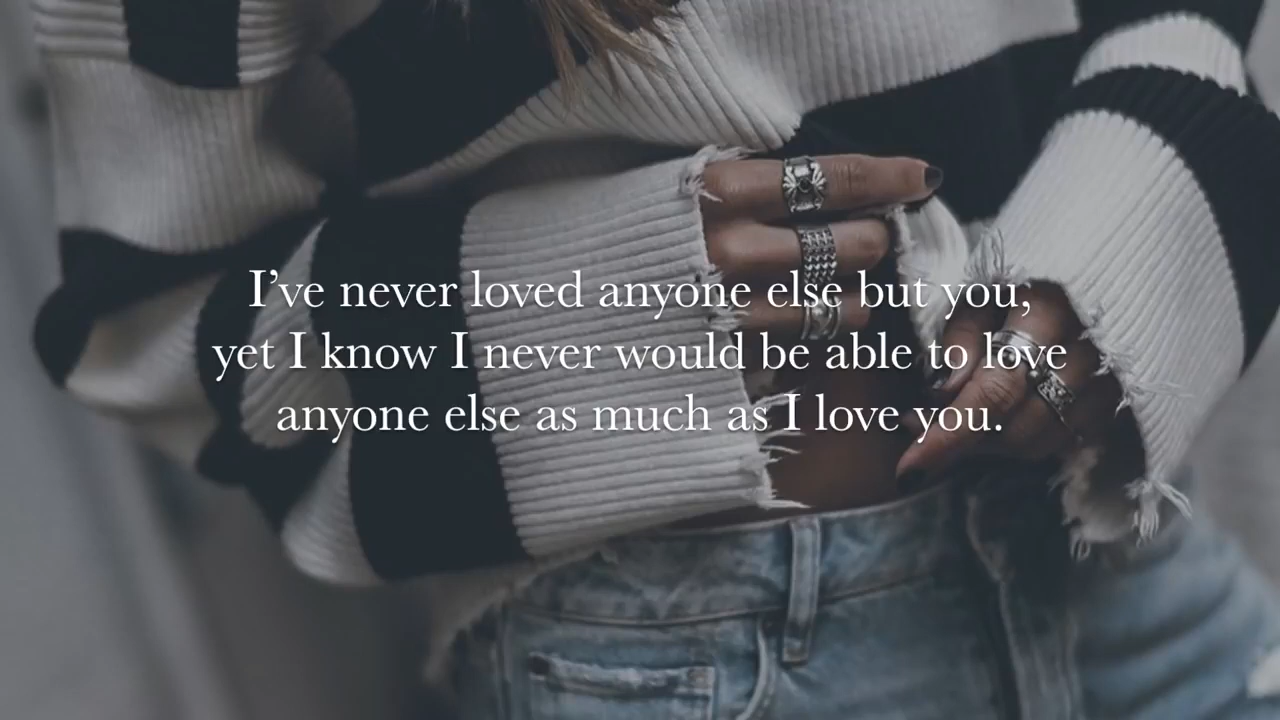 I’ve never loved anyone else but you,
yet I know I never would be able to love
anyone else as much as I love you.